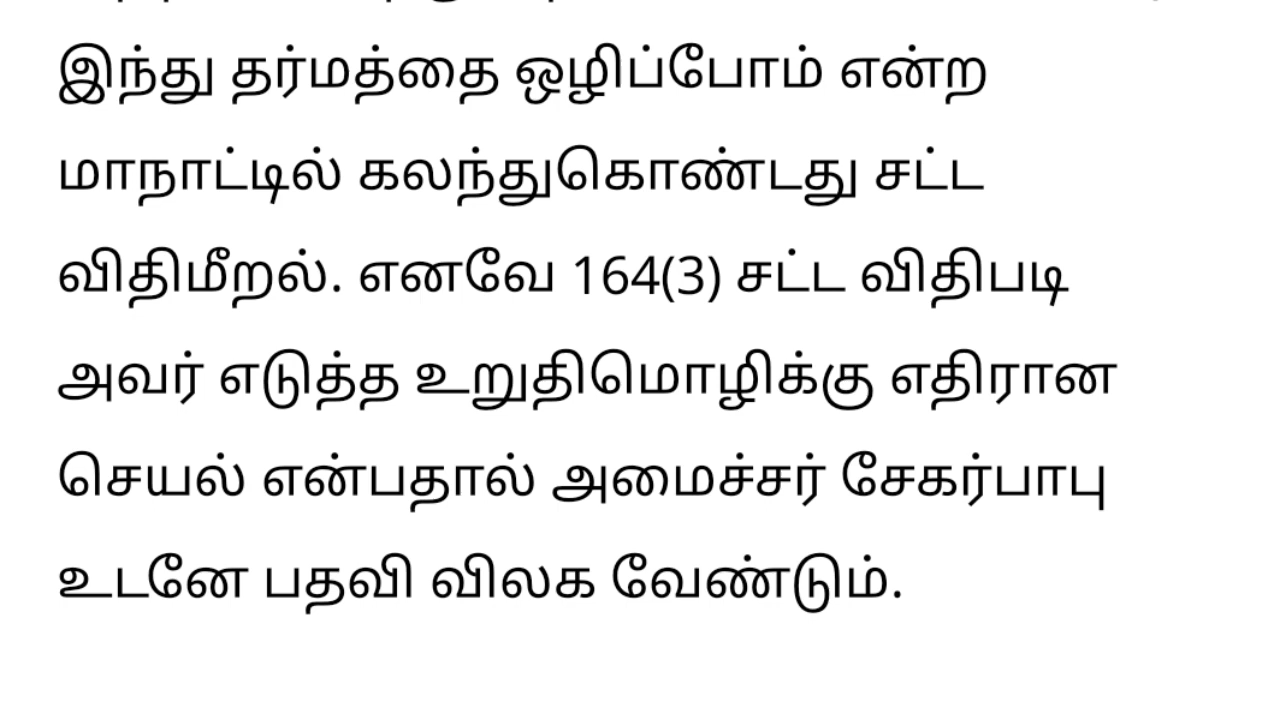 இந்து தர்மத்தை ஒழிப்போம் என்ற
மாநாட்டில் கலந்துகொண்டது சட்ட
விதிமீறல். எனவே 164(3) சட்ட விதிபடி
அவர் எடுத்த உறுதிமொழிக்கு எதிரான
செயல் என்பதால் அமைச்சர் சேகர்பாபு
உடனே பதவி விலக வேண்டும்.